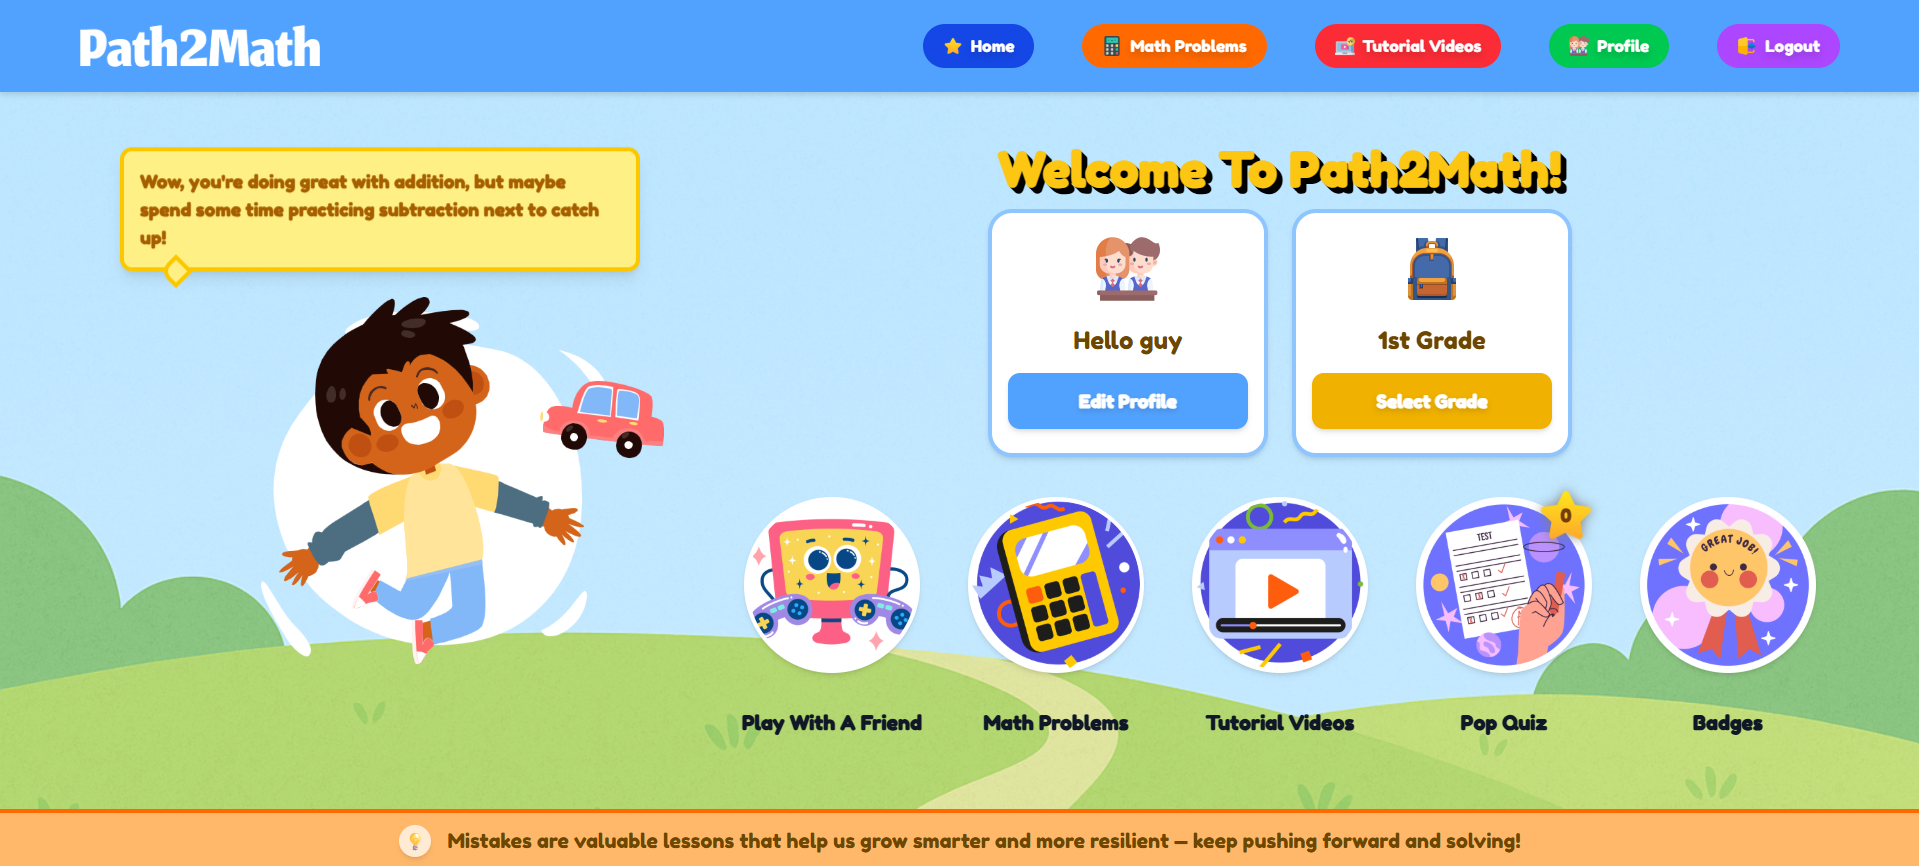 Path2Math
Home
Math Problems
Tutorial Videos
Profile
Logout
Wow, you're doing great with addition, but maybe
spend some time practicing subtraction next to catch
up!
Welcome To Path2Math!
Hello guy
Edit Profile
1st Grade
Select Grade
TEST
0
GREAT JOB!
Play With A Friend
Math Problems
Tutorial Videos
Pop Quiz
Badges
Mistakes are valuable lessons that help us grow smarter and more resilient – keep pushing forward and solving!